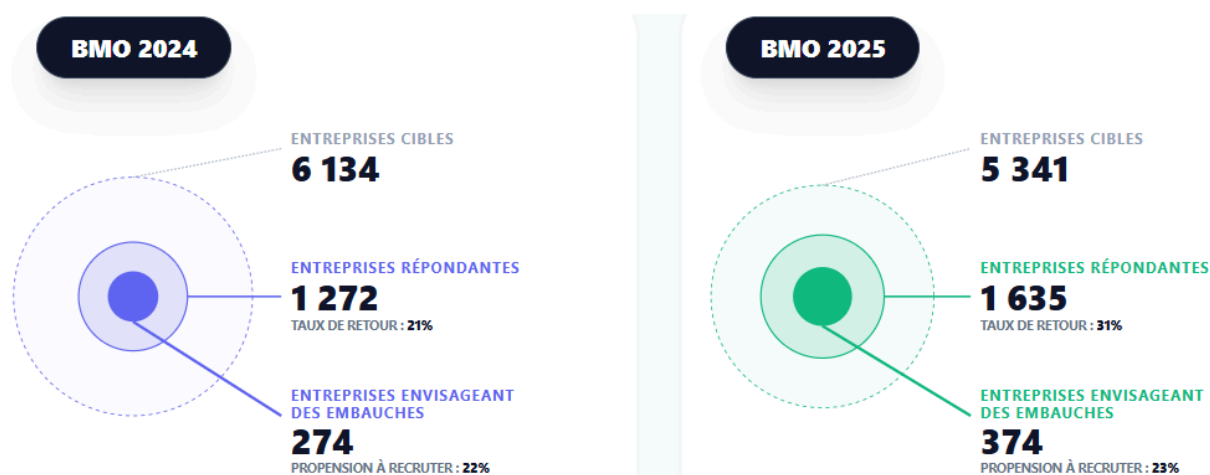 BMO 2024
ENTREPRISES CIBLES
6 134
ENTREPRISES RÉPONDANTES
1 272
TAUX DE RETOUR : 21%
ENTREPRISES ENVISAGEANT
DES EMBAUCHES
274
PROPENSION À RECRUTER : 22%
BMO 2025
ENTREPRISES CIBLES
5 341
ENTREPRISES RÉPONDANTES
1 635
TAUX DE RETOUR : 31%
ENTREPRISES ENVISAGEANT
DES EMBAUCHES
374
PROPENSION À RECRUTER : 23%